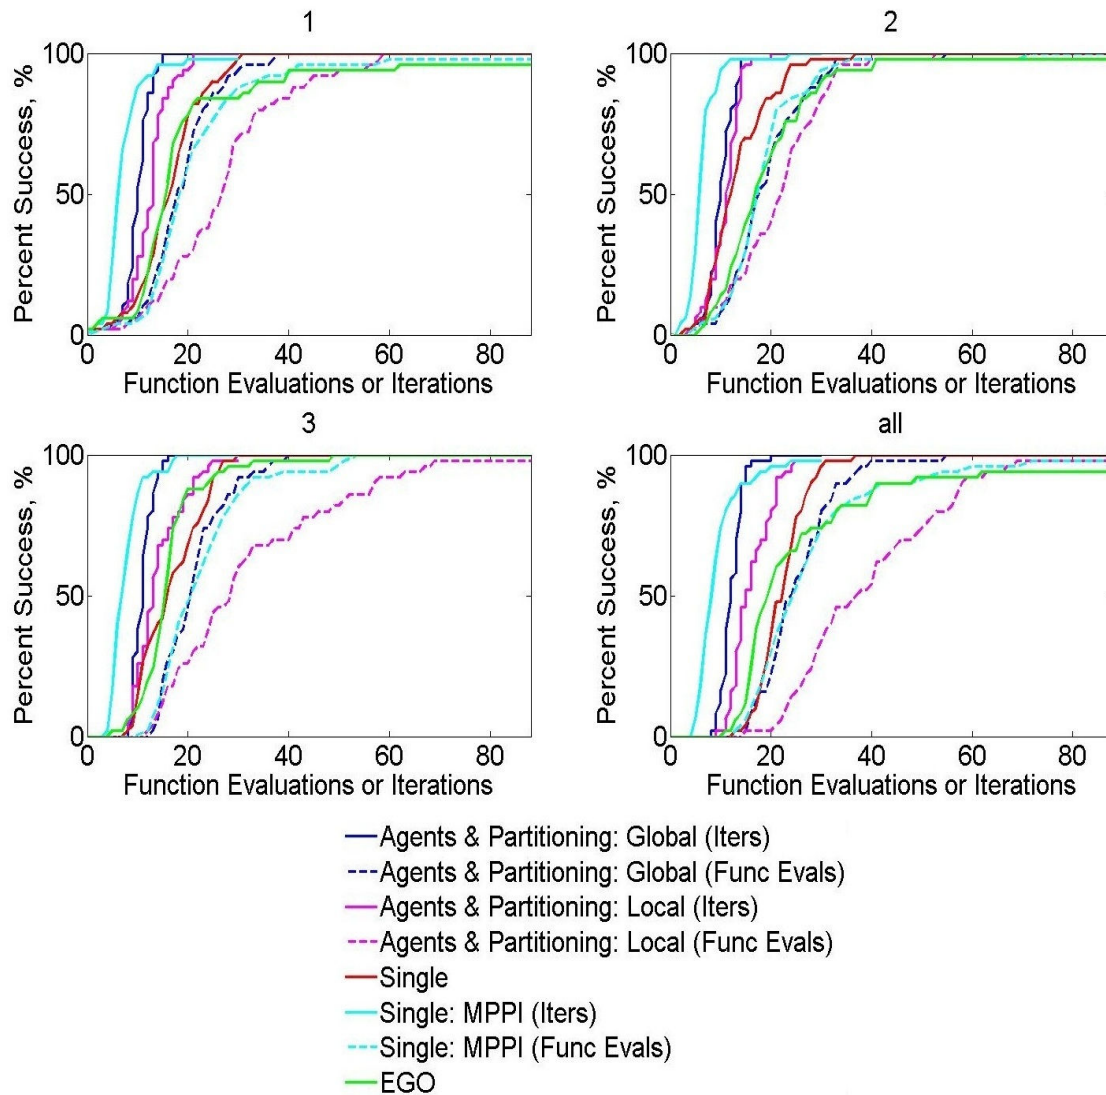 1
2
Percent Success, %
100
50
0
0 20 40 60 80
Function Evaluations or Iterations
Percent Success, %
100
50
0
0 20 40 60 80
Function Evaluations or Iterations
3
all
Percent Success, %
100
50
0
0 20 40 60 80
Function Evaluations or Iterations
Percent Success, %
100
50
0
0 20 40 60 80
Function Evaluations or Iterations
Agents & Partitioning: Global (Iters)
Agents & Partitioning: Global (Func Evals)
Agents & Partitioning: Local (Iters)
Agents & Partitioning: Local (Func Evals)
Single
Single: MPPI (Iters)
Single: MPPI (Func Evals)
EGO